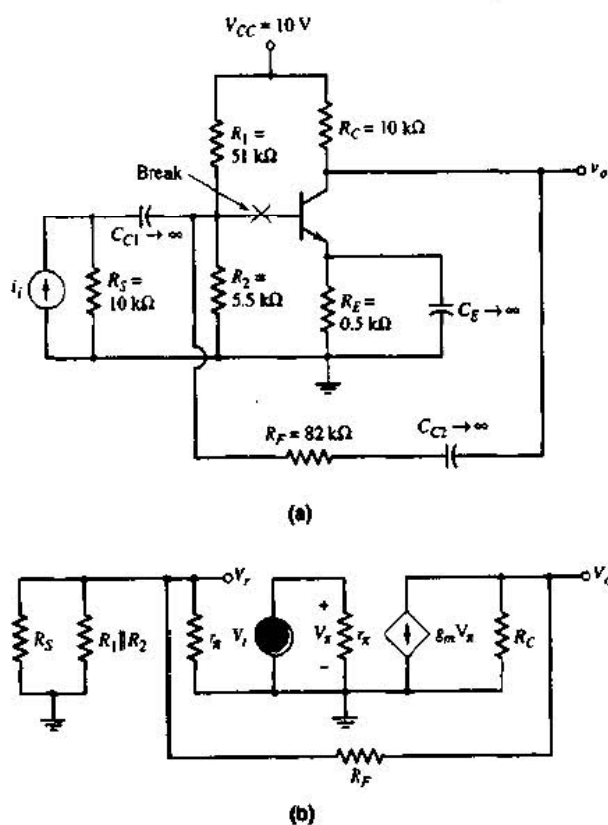 V_CC = 10 V
R_1 =
51 kΩ
R_C = 10 kΩ
v_o
Break
C_C1 → ∞
i_i
R_S =
10 kΩ
R_2 =
5.5 kΩ
R_E =
0.5 kΩ
C_E → ∞
R_F = 82 kΩ
C_C2 → ∞
(a)
V_r
V_o
R_S
R_1||R_2
r_π
V_t
+
V_π
−
r_π
g_m V_π
R_C
R_F
(b)